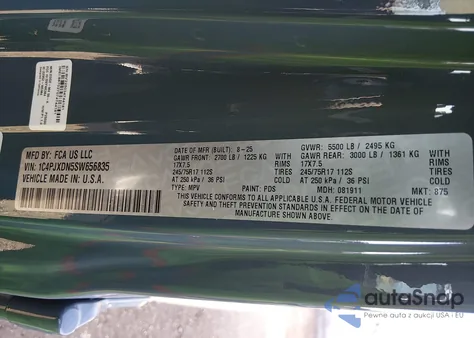 MFD BY: FCA US LLC
VIN: 1C4PJXDN5SW656835
VEHICLE MADE IN: U.S.A.
DATE OF MFR (BUILT): 8-25
GAWR FRONT: 2700 LB / 1225 KG
17X7.5 RIMS
245/75R17 112S TIRES
AT 250 kPa / 36 PSI COLD
TYPE: MPV PAINT: PDS MDH: 081911 MKT: 875
GVWR: 5500 LB / 2495 KG
GAWR REAR: 3000 LB / 1361 KG
17X7.5 RIMS
245/75R17 112S TIRES
AT 250 kPa / 36 PSI COLD
THIS CONFORMS TO ALL APPLICABLE U.S.A. FEDERAL MOTOR VEHICLE
SAFETY AND THEFT PREVENTION STANDARDS IN EFFECT ON THE DATE OF
MANUFACTURE SHOWN ABOVE.
autoSnap
Pewne auta z aukcji USA i EU